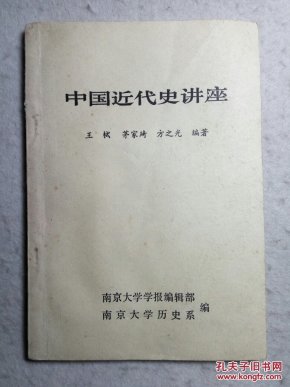 中国近代史讲座
王栻 茅家琦 方之光 编著
南京大学学报编辑部
南京大学历史系
编
孔夫子旧书网